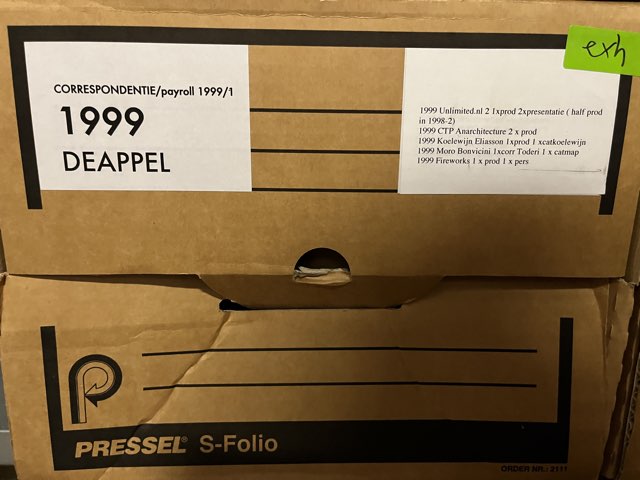 exh
CORRESPONDENTIE/payroll 1999/1
1999
DEAPPEL
1999 Unlimited.nl 2 1xprod 2xpresentatie ( half prod
in 1998-2)
1999 CTP Anarchitecture 2 x prod
1999 Koelewijn Eliasson 1xprod 1 xcatkoelewijn
1999 Moro Bonvicini 1xcorr Toderi 1 x catmap
1999 Fireworks 1 x prod 1 x pers
PRESSEL® S-Folio
ORDER NR.: 2111